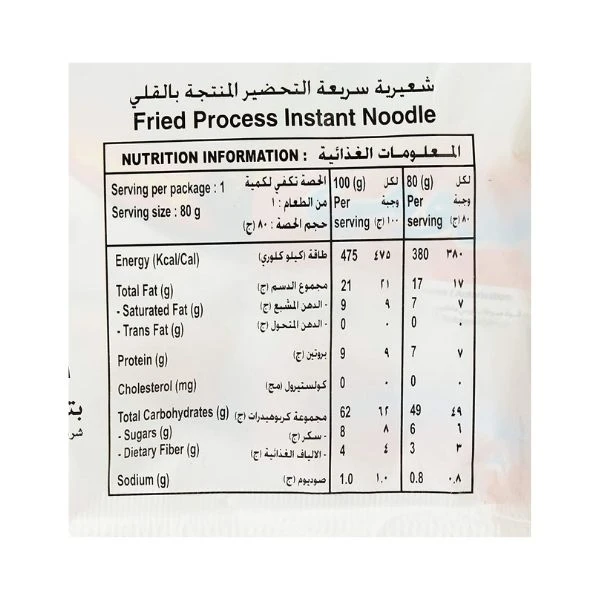 شعيرية سريعة التحضير المنتجة بالقلي
Fried Process Instant Noodle
NUTRITION INFORMATION : المعلومات الغذائية
Serving per package : 1 الحصة تكفي لكمية من الطعام : ١
Serving size : 80 g حجم الحصة : ٨٠ (ج)
100 (g) Per serving لكل وجبة ١٠٠ (ج)
80 (g) Per serving لكل وجبة ٨٠ (ج)
Energy (Kcal/Cal) طاقة (كيلو كلوري) 475 ٤٧٥ 380 ٣٨٠
Total Fat (g) مجموع الدسم (ج) 21 ٢١ 17 ١٧
- Saturated Fat (g) - الدهن المشبع (ج) 9 ٩ 7 ٧
- Trans Fat (g) - الدهن المتحول (ج) 0 ٠ 0 ٠
Protein (g) بروتين (ج) 9 ٩ 7 ٧
Cholesterol (mg) كولستيرول (مج) 0 ٠ 0 ٠
Total Carbohydrates (g) مجموعة كربوهيدرات (ج) 62 ٦٢ 49 ٤٩
- Sugars (g) - سكر (ج) 8 ٨ 6 ٦
- Dietary Fiber (g) - الالياف الغذائية (ج) 4 ٤ 3 ٣
Sodium (g) صوديوم (ج) 1.0 ١.٠ 0.8 ٠.٨